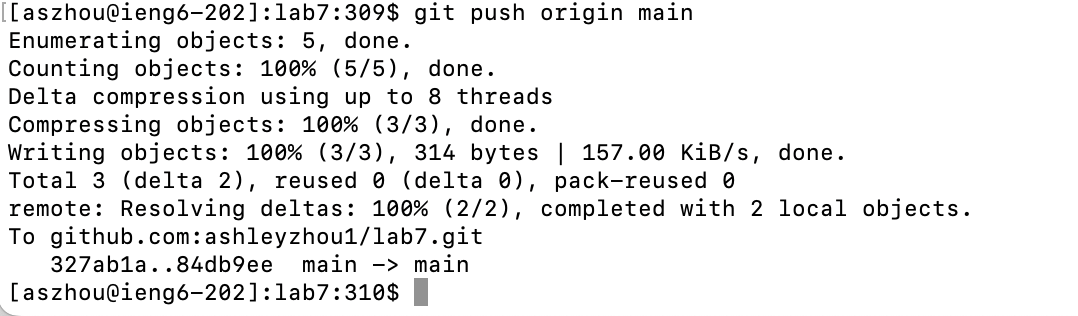 [[aszhou@ieng6-202]:lab7:309$ git push origin main
Enumerating objects: 5, done.
Counting objects: 100% (5/5), done.
Delta compression using up to 8 threads
Compressing objects: 100% (3/3), done.
Writing objects: 100% (3/3), 314 bytes | 157.00 KiB/s, done.
Total 3 (delta 2), reused 0 (delta 0), pack-reused 0
remote: Resolving deltas: 100% (2/2), completed with 2 local objects.
To github.com:ashleyzhou1/lab7.git
   327ab1a..84db9ee  main -> main
[aszhou@ieng6-202]:lab7:310$